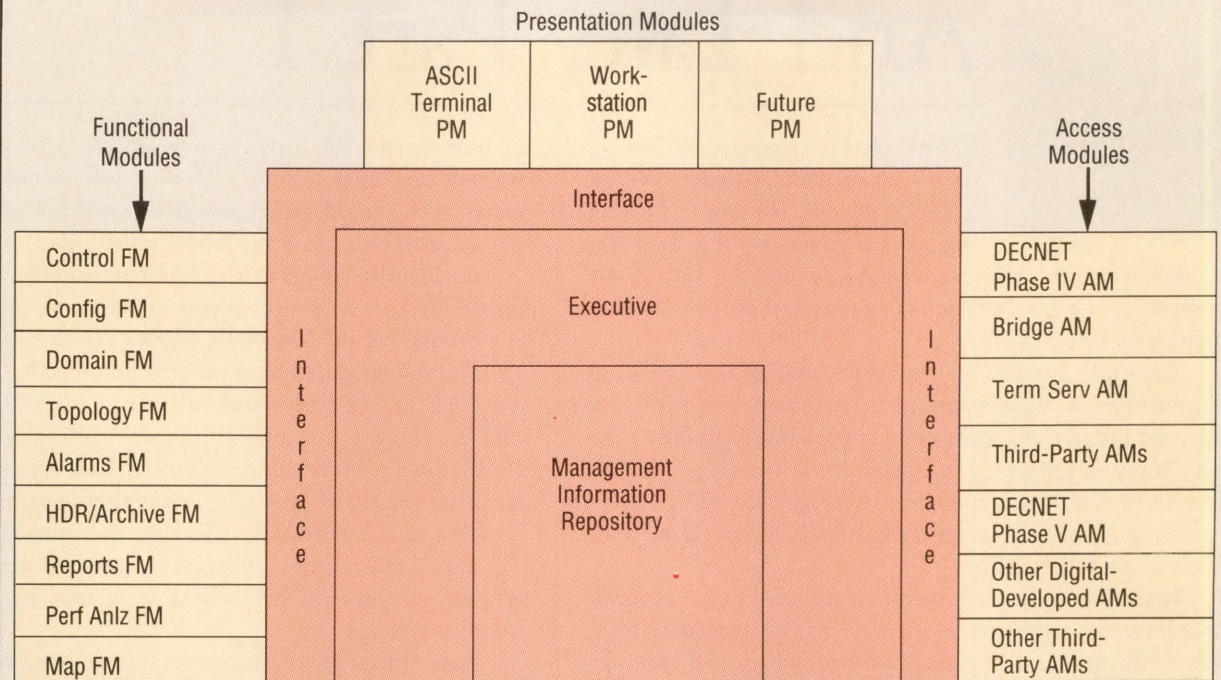 Presentation Modules
ASCII
Terminal
PM
Work-
station
PM
Future
PM
Functional
Modules
Access
Modules
Interface
Executive
Management
Information
Repository
Interface
Interface
Control FM
Config FM
Domain FM
Topology FM
Alarms FM
HDR/Archive FM
Reports FM
Perf Anlz FM
Map FM
DECNET
Phase IV AM
Bridge AM
Term Serv AM
Third-Party AMs
DECNET
Phase V AM
Other Digital-
Developed AMs
Other Third-
Party AMs